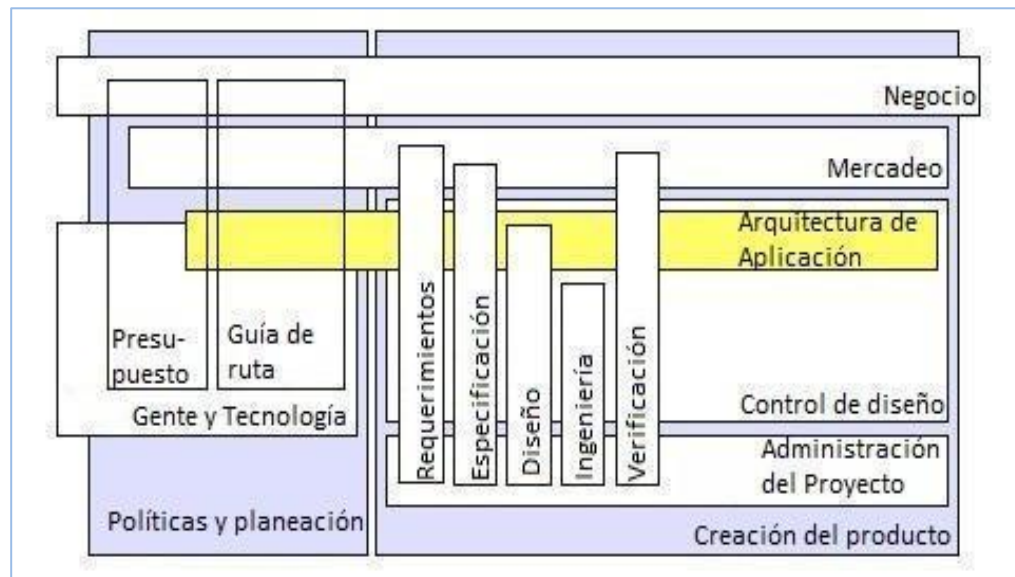 Negocio
Mercadeo
Arquitectura de
Aplicación
Presu-
puesto
Guía de
ruta
Gente y Tecnología
Requerimientos
Especificación
Diseño
Ingeniería
Verificación
Control de diseño
Administración
del Proyecto
Políticas y planeación
Creación del producto